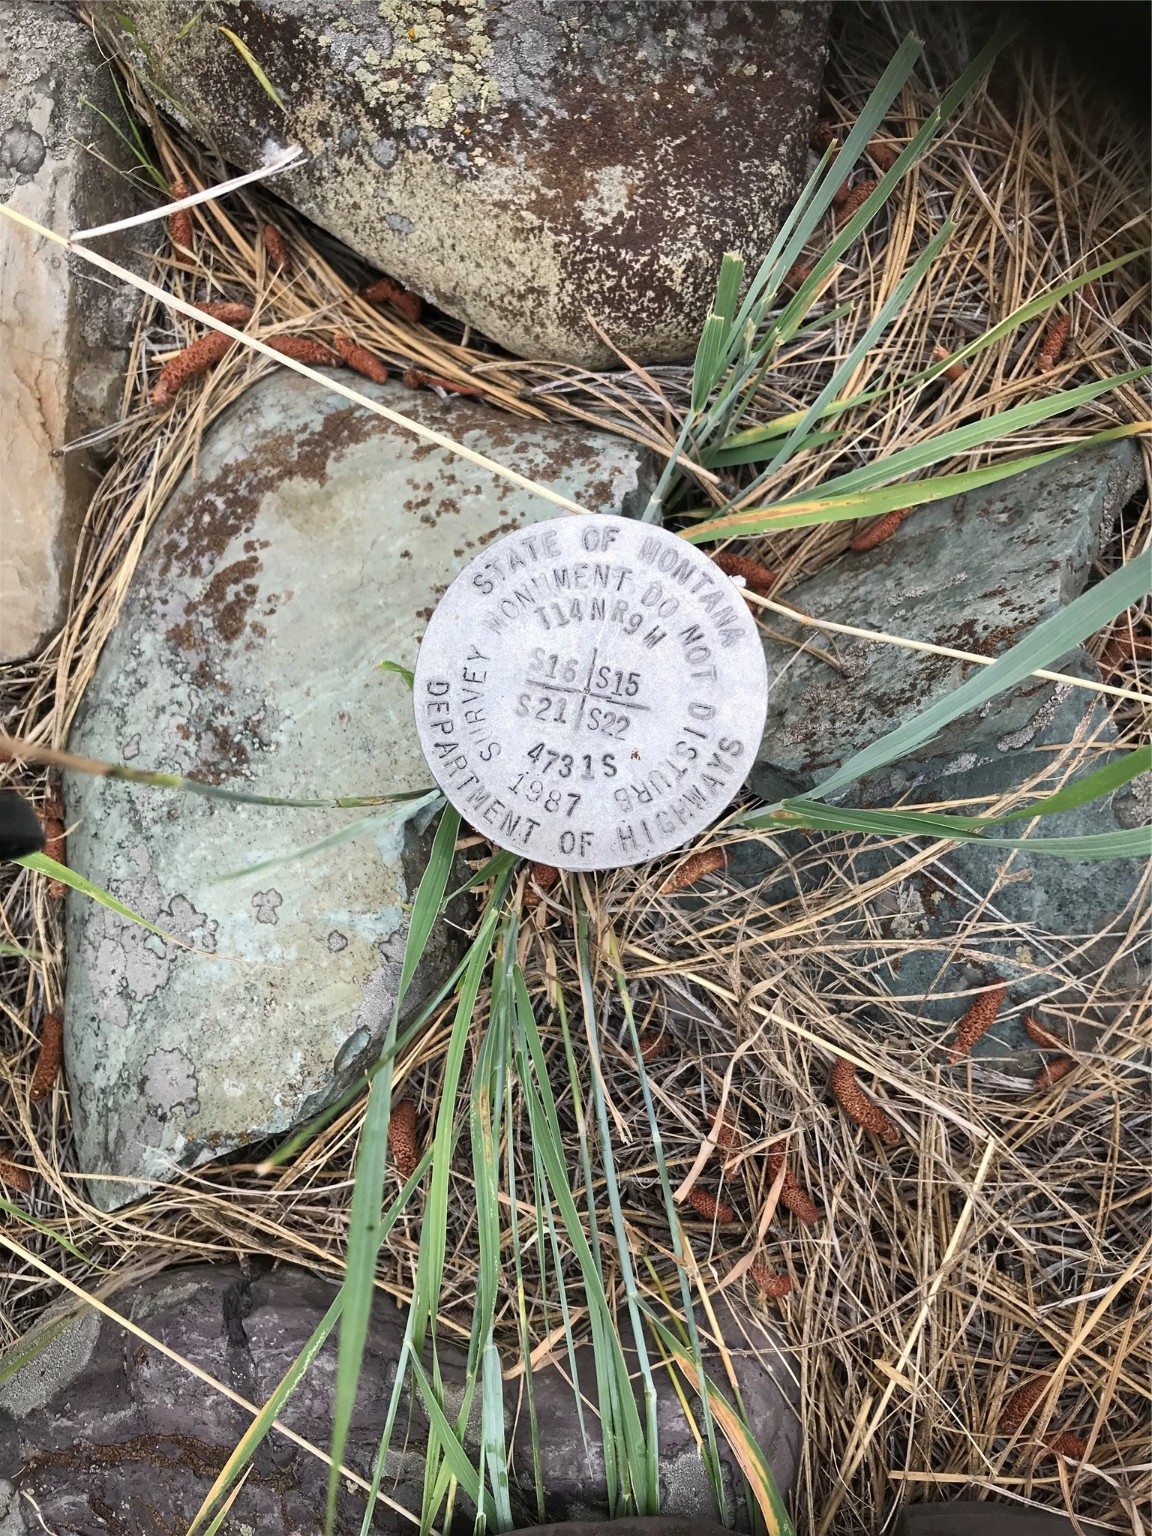 STATE OF MONTANA
DEPARTMENT OF HIGHWAYS
SURVEY MONUMENT DO NOT DISTURB
T14N R9W
S16 S15
S21 S22
4731S
1987